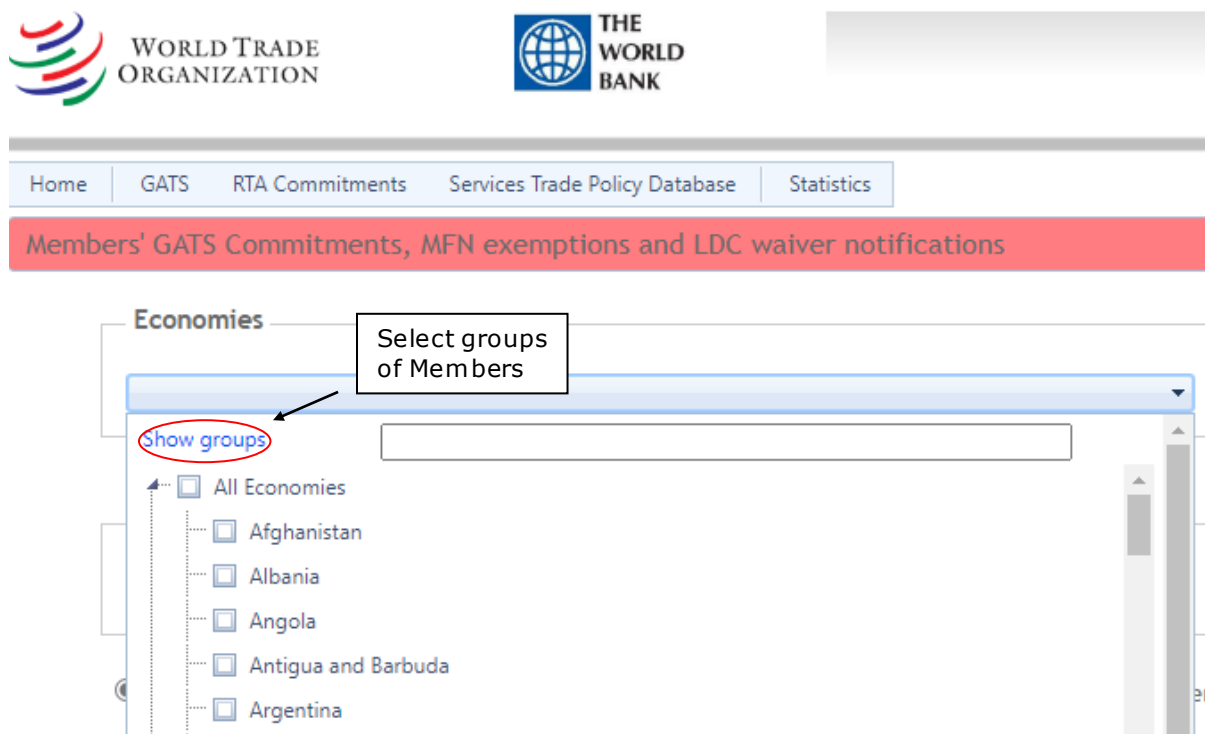 WORLD TRADE
ORGANIZATION
THE
WORLD
BANK
Home GATS RTA Commitments Services Trade Policy Database Statistics
Members' GATS Commitments, MFN exemptions and LDC waiver notifications
Economies
Select groups
of Members
Show groups
All Economies
Afghanistan
Albania
Angola
Antigua and Barbuda
Argentina